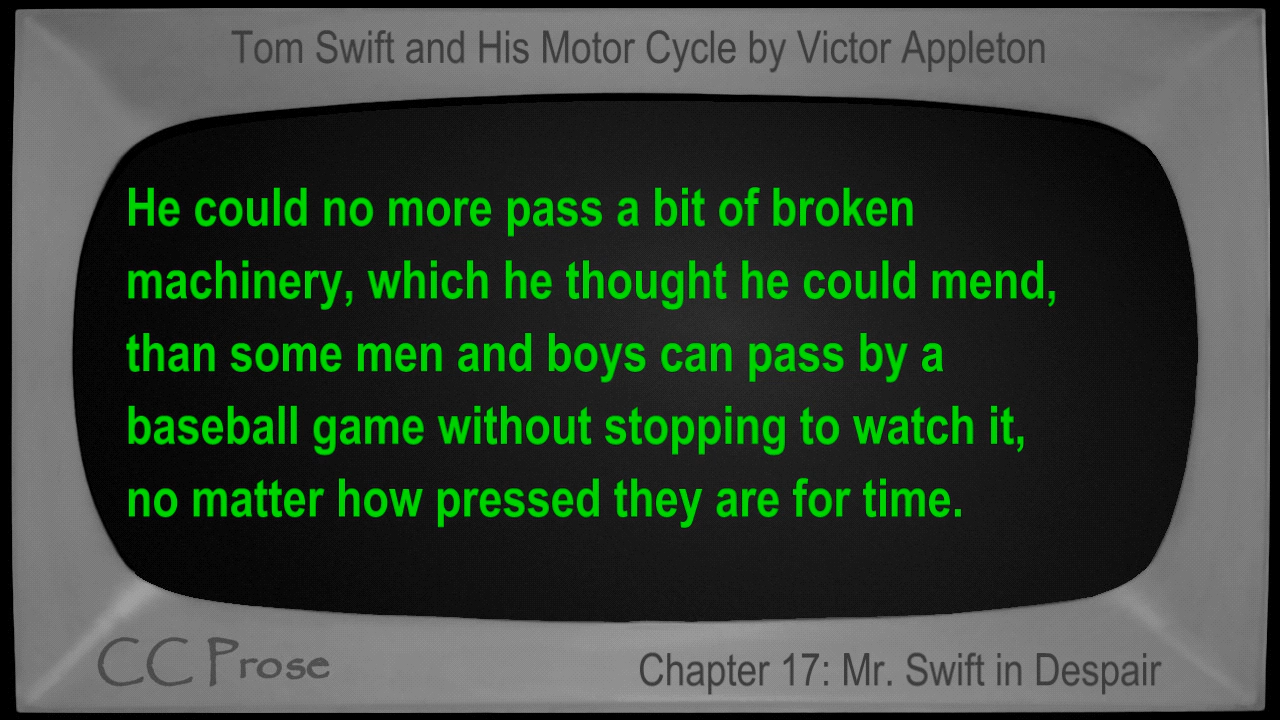 Tom Swift and His Motor Cycle by Victor Appleton
He could no more pass a bit of broken
machinery, which he thought he could mend,
than some men and boys can pass by a
baseball game without stopping to watch it,
no matter how pressed they are for time.
CC Prose
Chapter 17: Mr. Swift in Despair